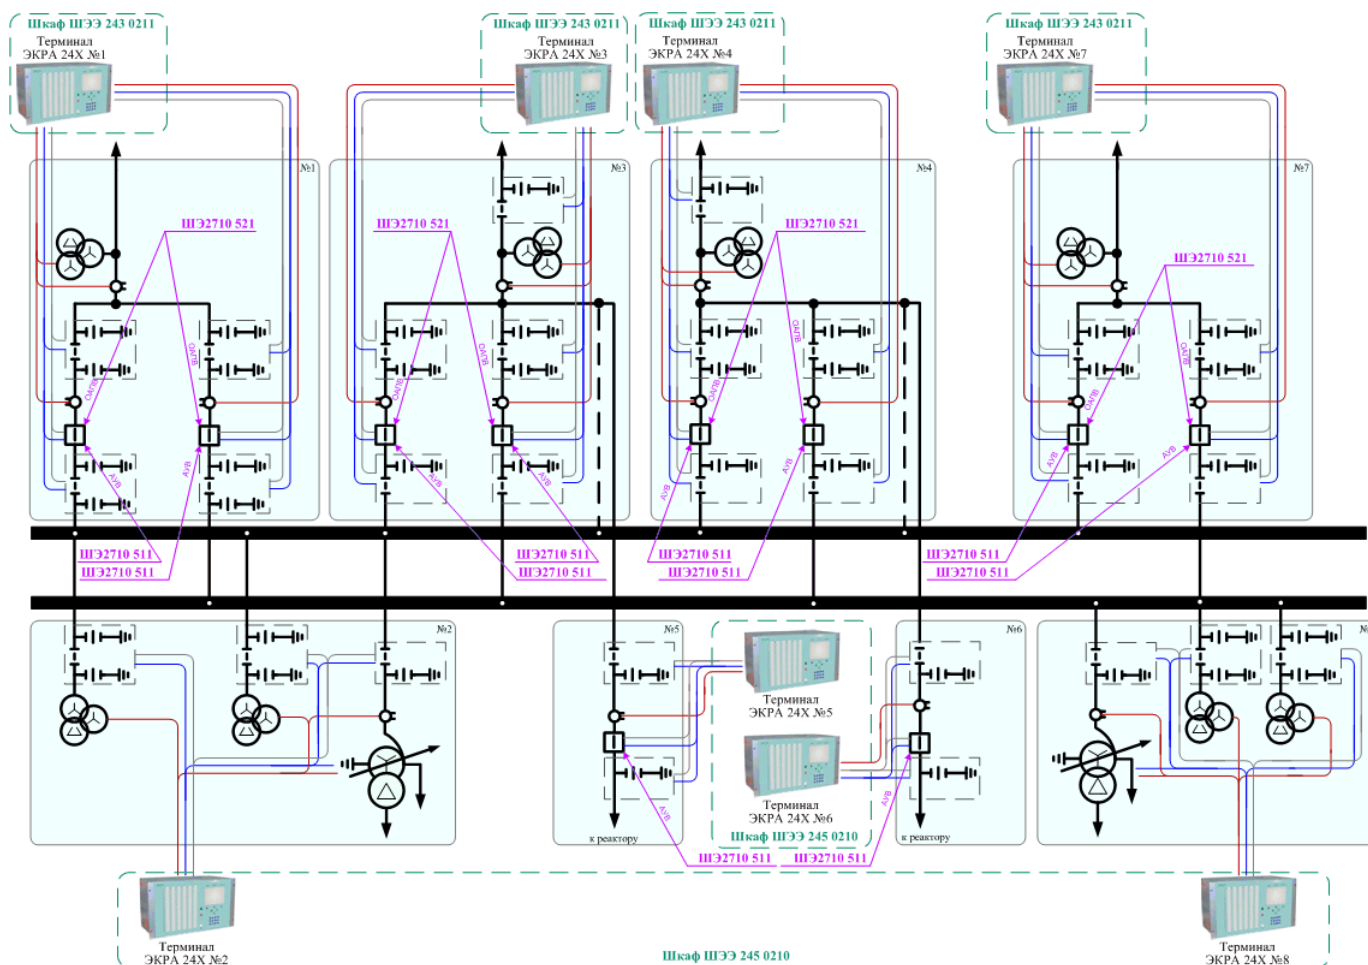 Шкаф ШЭЭ 243 0211
Шкаф ШЭЭ 243 0211
Шкаф ШЭЭ 243 0211
Шкаф ШЭЭ 243 0211
Терминал
ЭКРА 24Х №1
Терминал
ЭКРА 24Х №3
Терминал
ЭКРА 24Х №4
Терминал
ЭКРА 24Х №7
№1
№3
№4
№7
ШЭ2710 521
ШЭ2710 521
ШЭ2710 521
ШЭ2710 521
ОАПВ
ОАПВ
ОАПВ
ОАПВ
ОАПВ
ОАПВ
ОАПВ
ОАПВ
АУВ
АУВ
АУВ
АУВ
АУВ
АУВ
АУВ
АУВ
ШЭ2710 511
ШЭ2710 511
ШЭ2710 511
ШЭ2710 511
ШЭ2710 511
ШЭ2710 511
ШЭ2710 511
ШЭ2710 511
№2
№5
№6
Терминал
ЭКРА 24Х №5
Терминал
ЭКРА 24Х №6
Шкаф ШЭЭ 245 0210
АУВ
АУВ
к реактору
к реактору
ШЭ2710 511
ШЭ2710 511
Терминал
ЭКРА 24Х №2
Шкаф ШЭЭ 245 0210
Терминал
ЭКРА 24Х №8